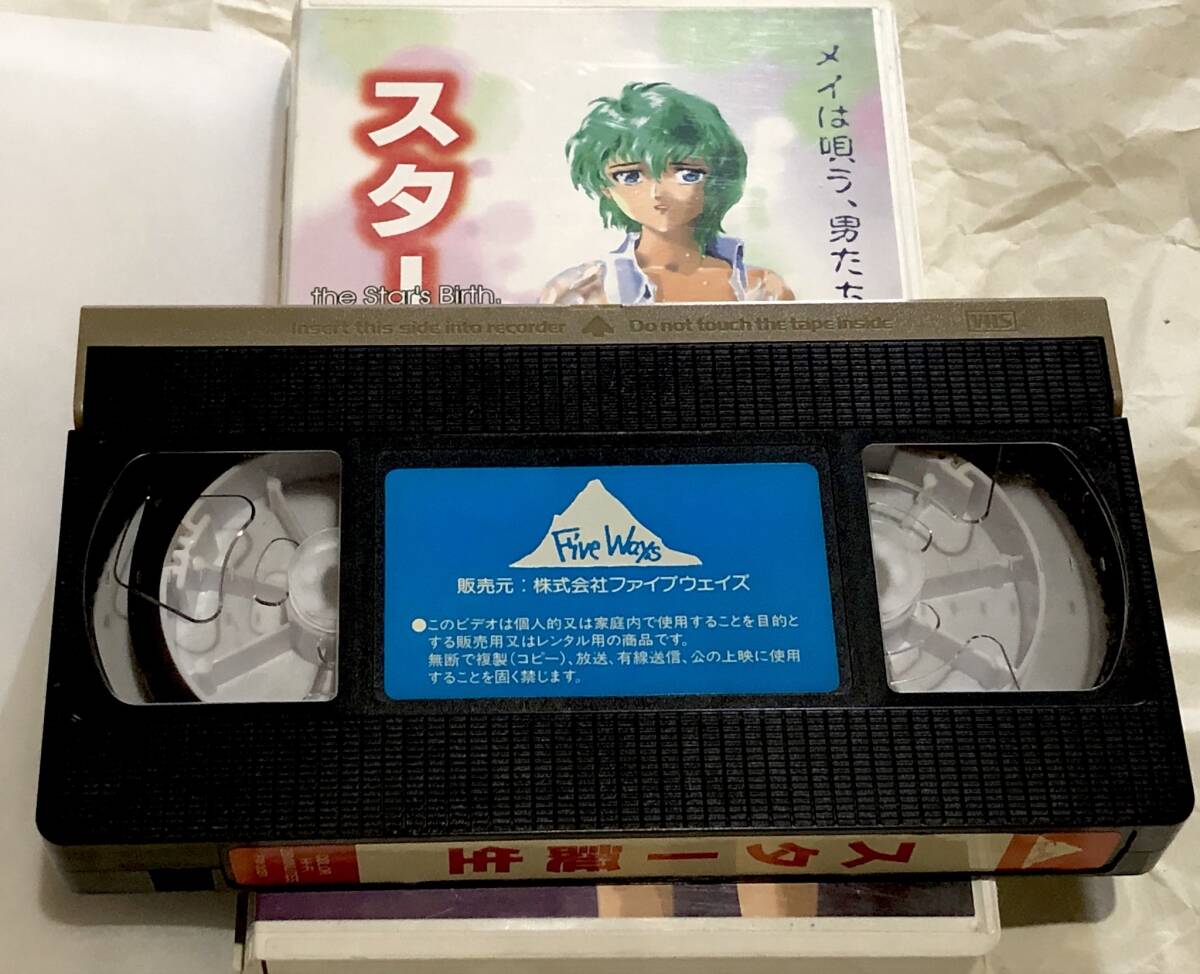 メイは唄う、男たち
スター
the Star's Birth.
Insert this side into recorder
Do not touch the tape inside
VHS
Five Ways
販売元：株式会社ファイブウェイズ
●このビデオは個人的又は家庭内で使用することを目的と
する販売用又はレンタル用の商品です。
無断で複製(コピー)、放送、有線送信、公の上映に使用
することを固く禁じます。
スター誕生